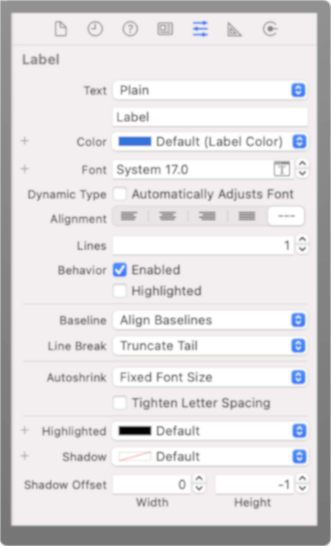 Label
Text Plain
Label
+ Color Default (Label Color)
+ Font System 17.0 T
Dynamic Type Automatically Adjusts Font
Alignment ---
Lines 1
Behavior Enabled
Highlighted
Baseline Align Baselines
Line Break Truncate Tail
Autoshrink Fixed Font Size
Tighten Letter Spacing
+ Highlighted Default
+ Shadow Default
Shadow Offset 0 -1
Width Height